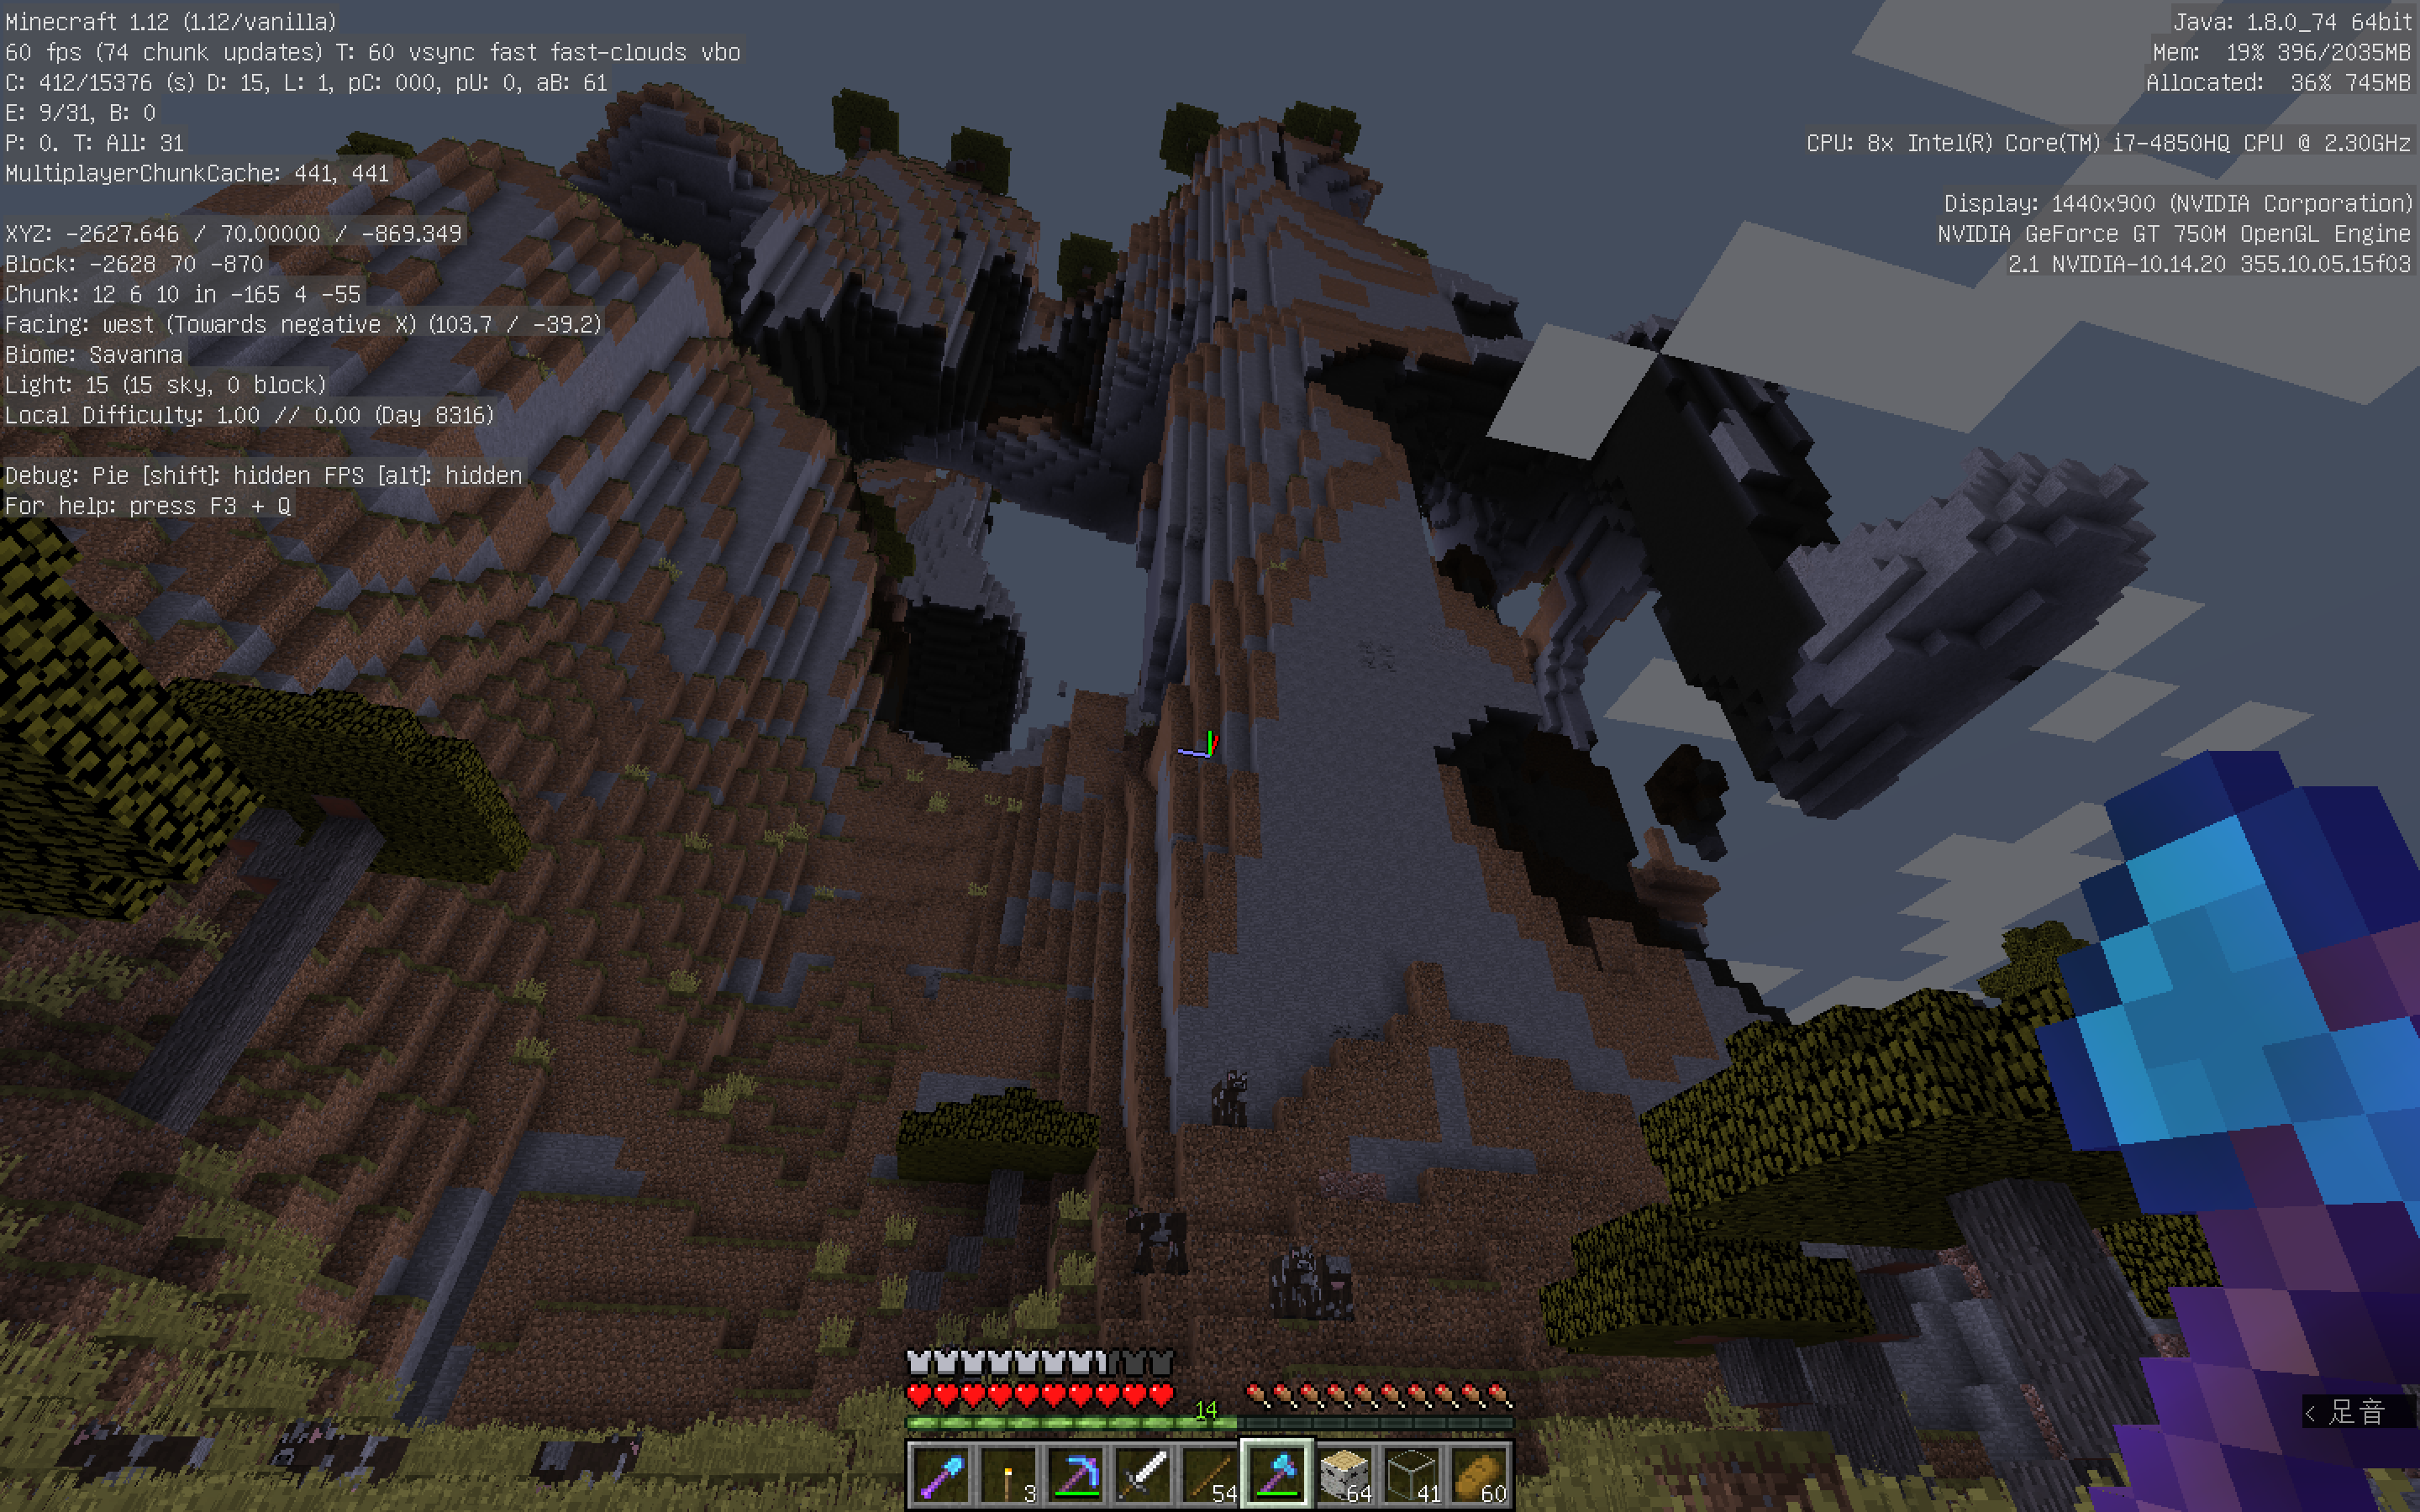 Minecraft 1.12 (1.12/vanilla)
60 fps (74 chunk updates) T: 60 vsync fast fast-clouds vbo
C: 412/15376 (s) D: 15, L: 1, pC: 000, pU: 0, aB: 61
E: 9/31, B: 0
P: 0. T: All: 31
MultiplayerChunkCache: 441, 441
XYZ: -2627.646 / 70.00000 / -869.349
Block: -2628 70 -870
Chunk: 12 6 10 in -165 4 -55
Facing: west (Towards negative X) (103.7 / -39.2)
Biome: Savanna
Light: 15 (15 sky, 0 block)
Local Difficulty: 1.00 // 0.00 (Day 8316)
Debug: Pie [shift]: hidden FPS [alt]: hidden
For help: press F3 + Q
Java: 1.8.0_74 64bit
Mem: 19% 396/2035MB
Allocated: 36% 745MB
CPU: 8x Intel(R) Core(TM) i7-4850HQ CPU @ 2.30GHz
Display: 1440x900 (NVIDIA Corporation)
NVIDIA GeForce GT 750M OpenGL Engine
2.1 NVIDIA-10.14.20 355.10.05.15f03
< 足音
14
3 54 64 41 60